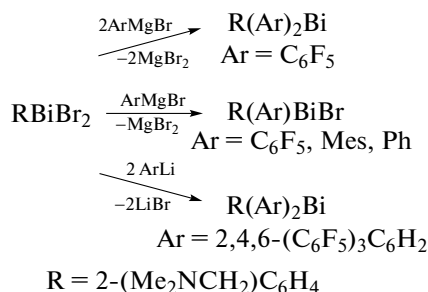 2ArMgBr
−2MgBr₂
R(Ar)₂Bi
Ar = C₆F₅
RBiBr₂
ArMgBr
−MgBr₂
R(Ar)BiBr
Ar = C₆F₅, Mes, Ph
2 ArLi
−2LiBr
R(Ar)₂Bi
Ar = 2,4,6-(C₆F₅)₃C₆H₂
R = 2-(Me₂NCH₂)C₆H₄